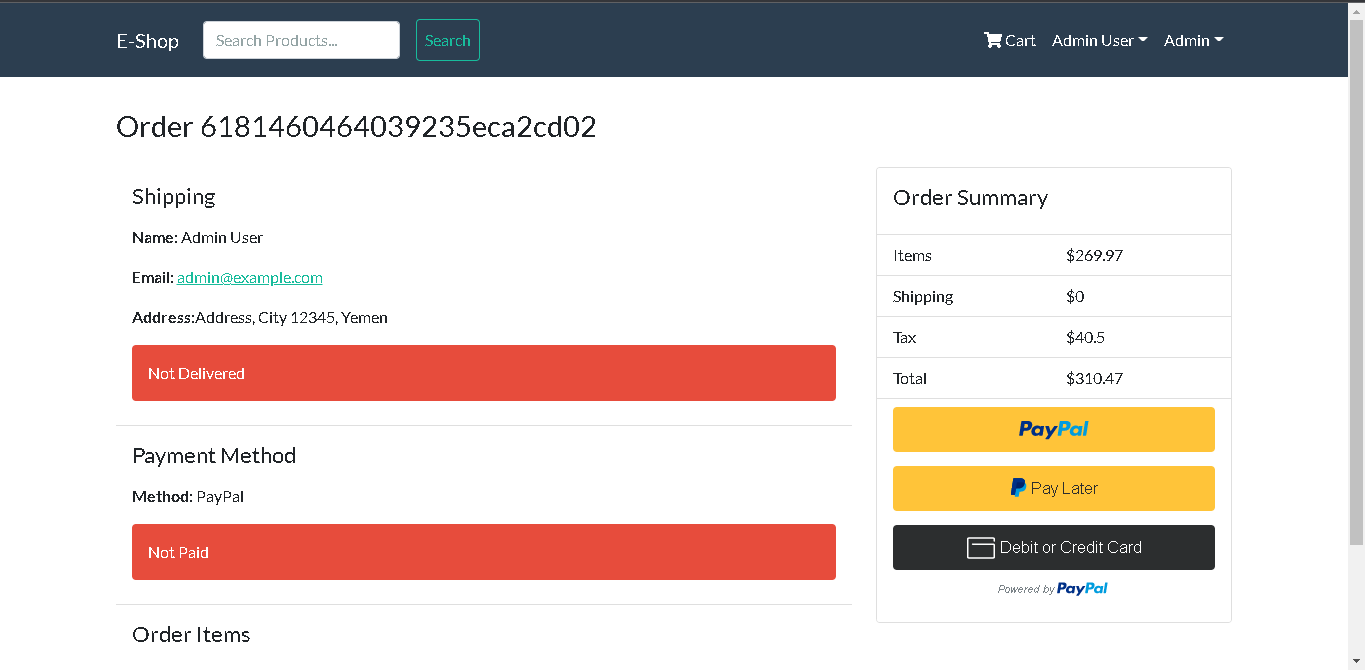 E-Shop Search Products... Search Cart Admin User Admin
Order 6181460464039235eca2cd02
Shipping
Name: Admin User
Email: admin@example.com
Address:Address, City 12345, Yemen
Not Delivered
Payment Method
Method: PayPal
Not Paid
Order Items
Order Summary
Items $269.97
Shipping $0
Tax $40.5
Total $310.47
PayPal
Pay Later
Debit or Credit Card
Powered by PayPal